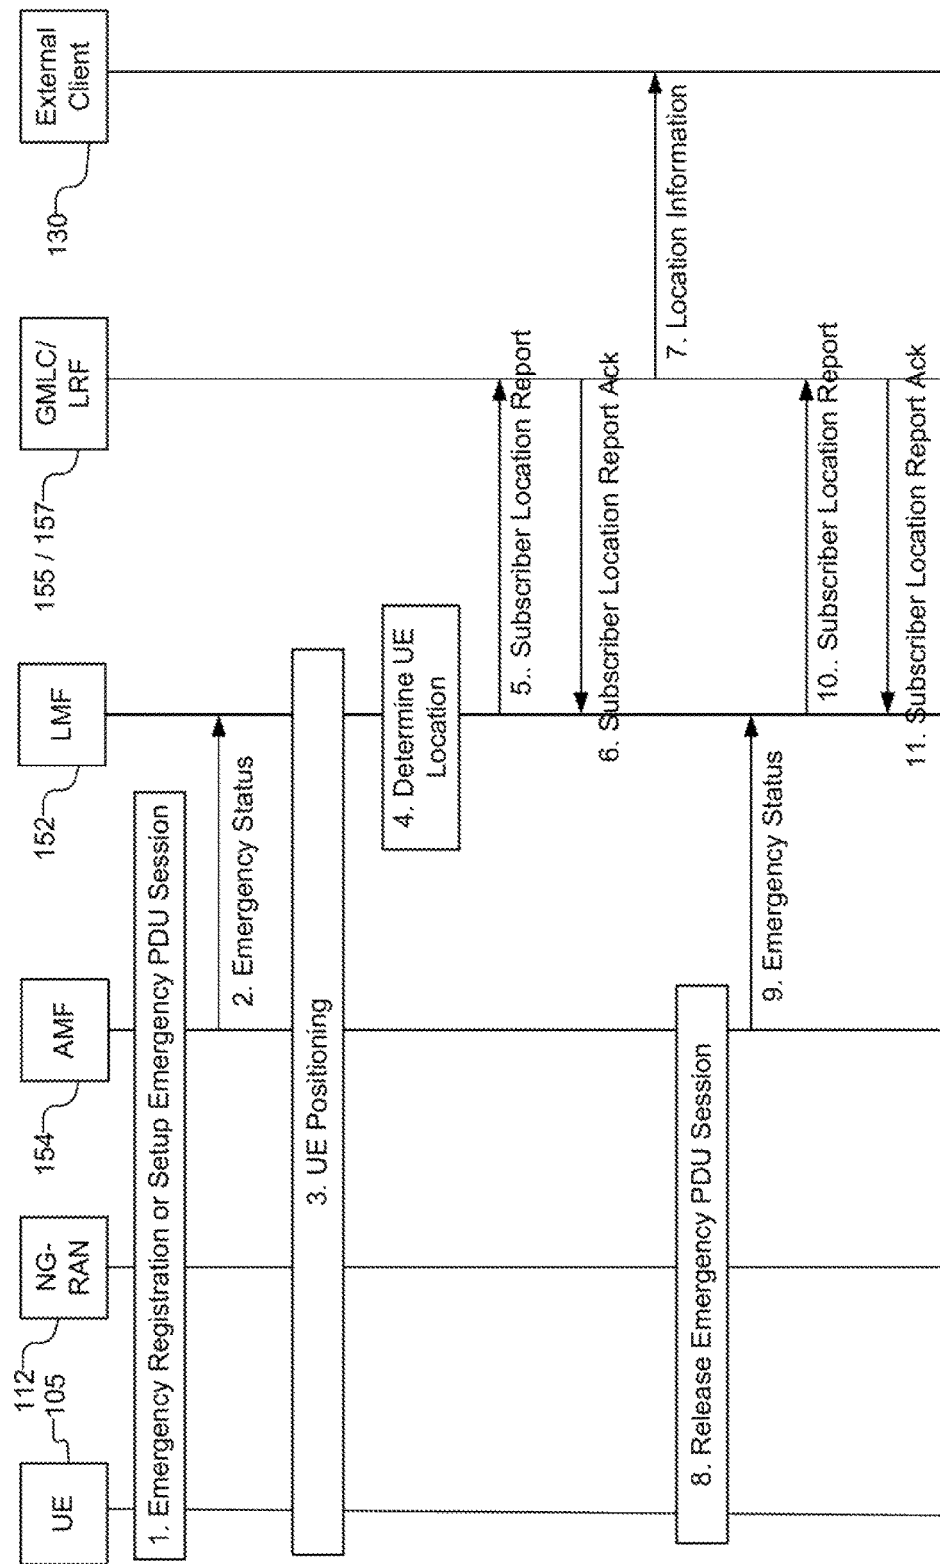 UE
NG-
RAN
AMF
LMF
GMLC/
LRF
External
Client
105
112
154
152
155 / 157
130
1. Emergency Registration or Setup Emergency PDU Session
2. Emergency Status
3. UE Positioning
4. Determine UE
Location
5.. Subscriber Location Report
6. Subscriber Location Report Ack
7. Location Information
8. Release Emergency PDU Session
9. Emergency Status
10.. Subscriber Location Report
11. Subscriber Location Report Ack